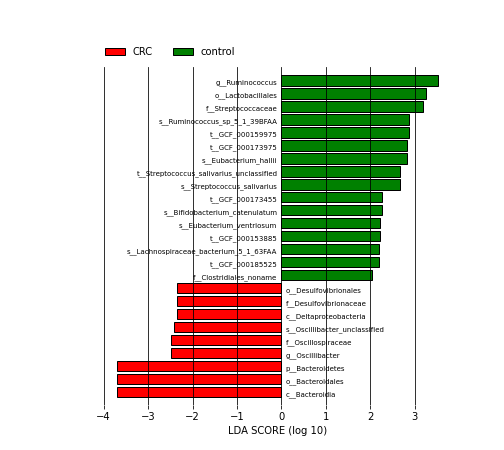 CRC control
g__Ruminococcus
o__Lactobacillales
f__Streptococcaceae
s__Ruminococcus_sp_5_1_39BFAA
t__GCF_000159975
t__GCF_000173975
s__Eubacterium_hallii
t__Streptococcus_salivarius_unclassified
s__Streptococcus_salivarius
t__GCF_000173455
s__Bifidobacterium_catenulatum
s__Eubacterium_ventriosum
t__GCF_000153885
s__Lachnospiraceae_bacterium_5_1_63FAA
t__GCF_000185525
f__Clostridiales_noname
o__Desulfovibrionales
f__Desulfovibrionaceae
c__Deltaproteobacteria
s__Oscillibacter_unclassified
f__Oscillospiraceae
g__Oscillibacter
p__Bacteroidetes
o__Bacteroidales
c__Bacteroidia
−4 −3 −2 −1 0 1 2 3
LDA SCORE (log 10)